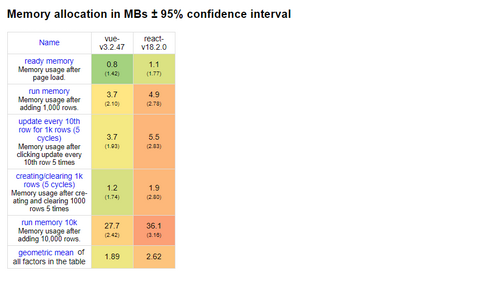 Memory allocation in MBs ± 95% confidence interval
Name
vue-
v3.2.47
react-
v18.2.0
ready memory
Memory usage after
page load.
0.8
(1.42)
1.1
(1.77)
run memory
Memory usage after
adding 1,000 rows.
3.7
(2.10)
4.9
(2.78)
update every 10th
row for 1k rows (5
cycles)
Memory usage after
clicking update every
10th row 5 times
3.7
(1.93)
5.5
(2.83)
creating/clearing 1k
rows (5 cycles)
Memory usage after cre-
ating and clearing 1000
rows 5 times
1.2
(1.74)
1.9
(2.80)
run memory 10k
Memory usage after
adding 10,000 rows.
27.7
(2.42)
36.1
(3.15)
geometric mean of
all factors in the table
1.89
2.62